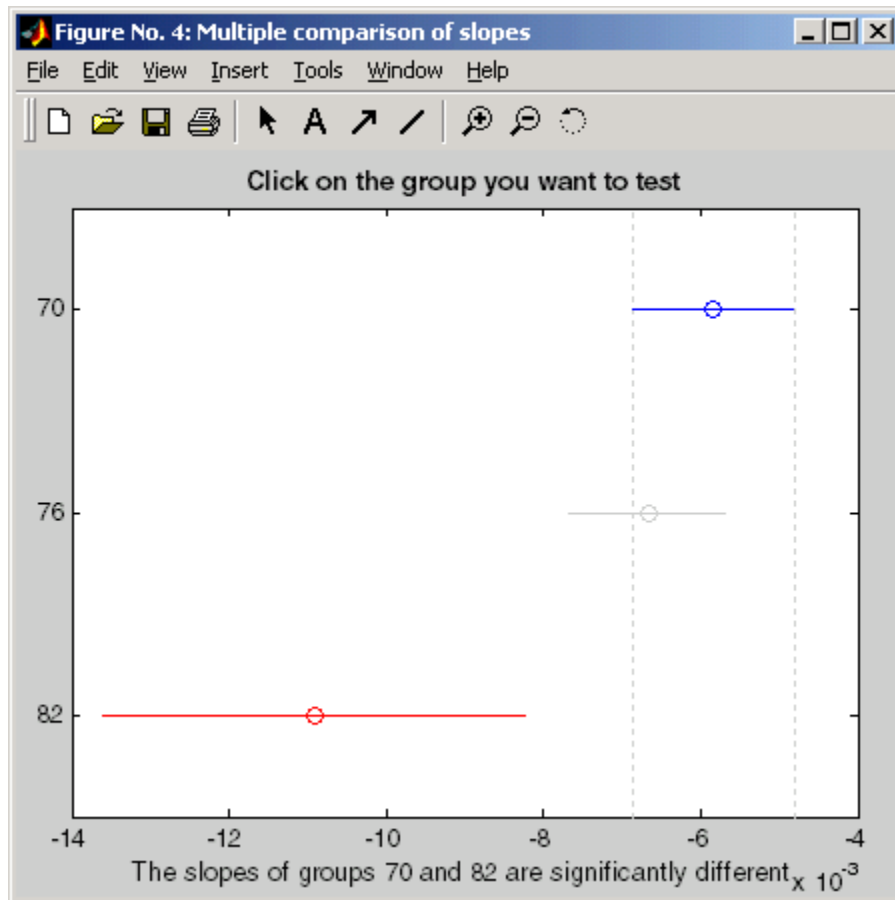 Figure No. 4: Multiple comparison of slopes
File Edit View Insert Tools Window Help
A
Click on the group you want to test
70
76
82
-14 -12 -10 -8 -6 -4
The slopes of groups 70 and 82 are significantly different x 10^-3